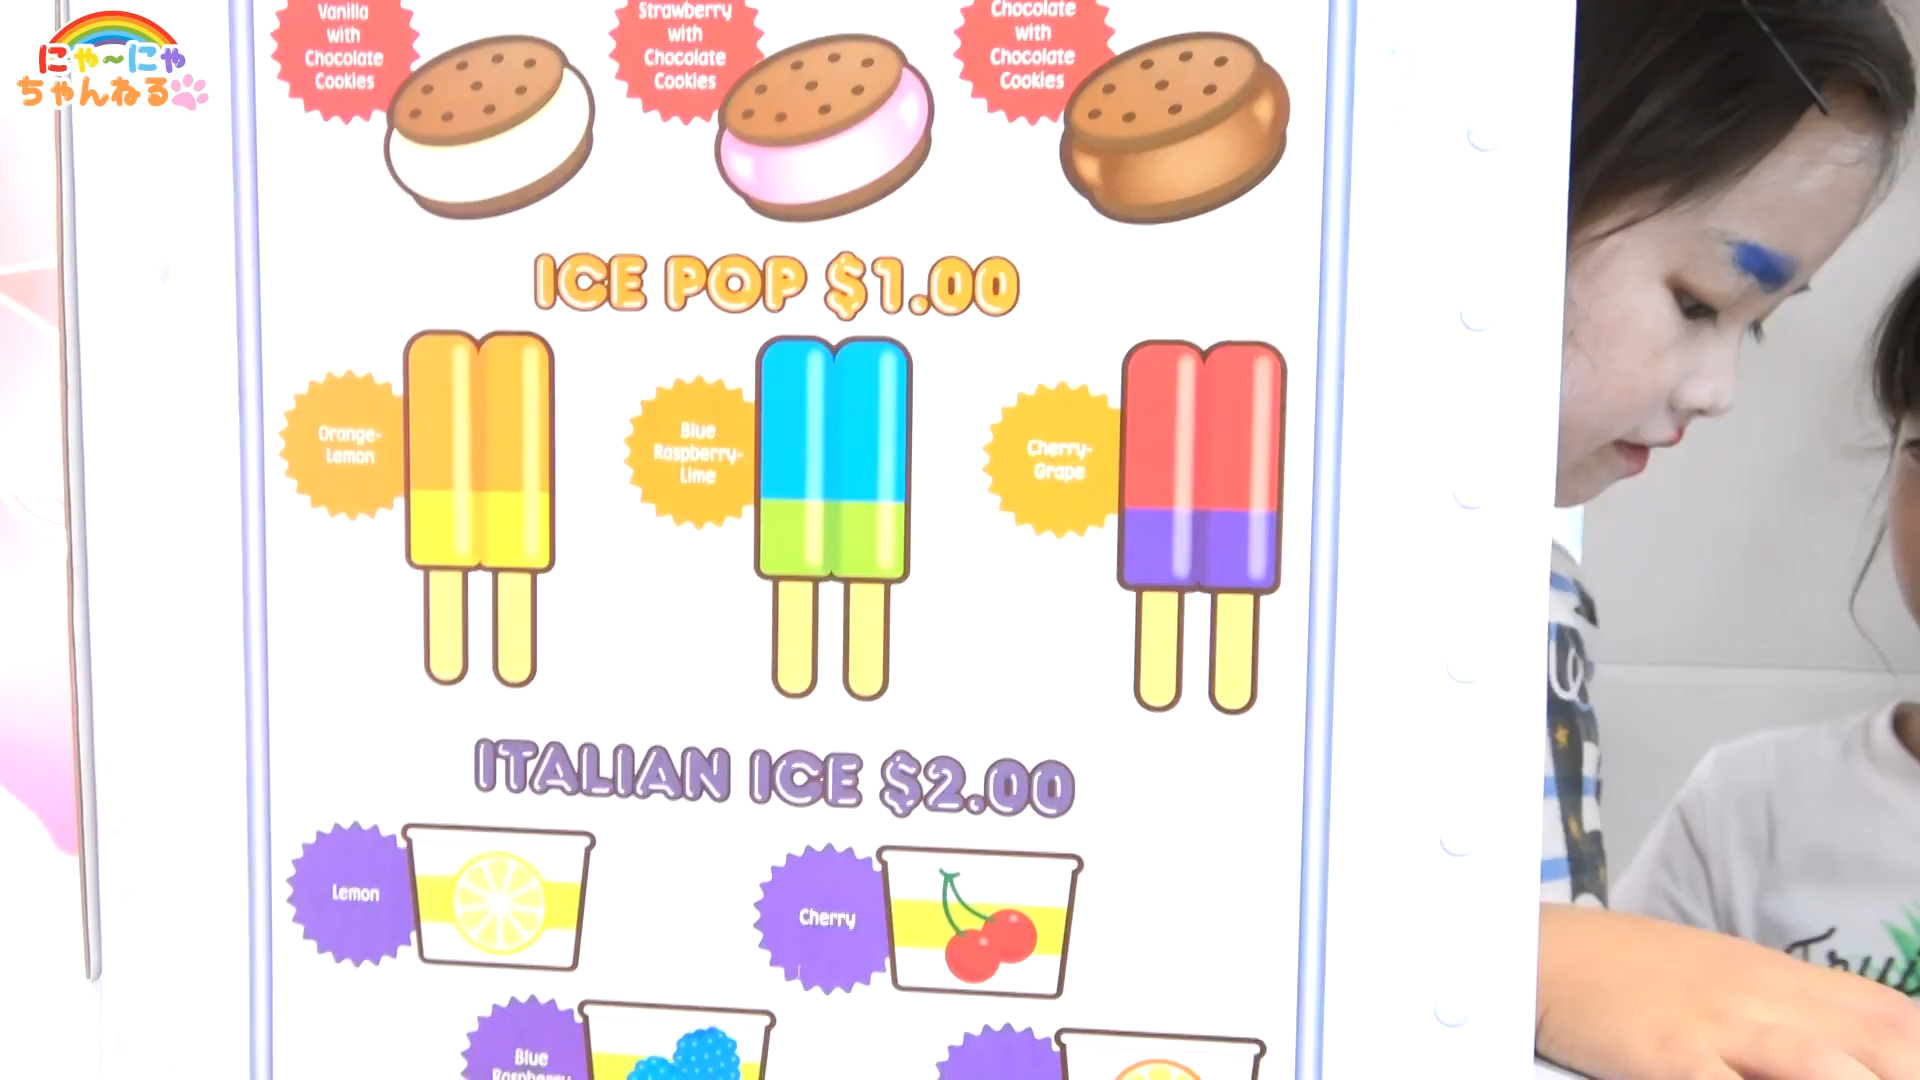 にゃ～にゃ
ちゃんねる
Vanilla
with
Chocolate
Cookies
Strawberry
with
Chocolate
Cookies
Chocolate
with
Chocolate
Cookies
ICE POP $1.00
Orange-
Lemon
Blue
Raspberry-
Lime
Cherry-
Grape
ITALIAN ICE $2.00
Lemon
Cherry
Blue
Raspberry